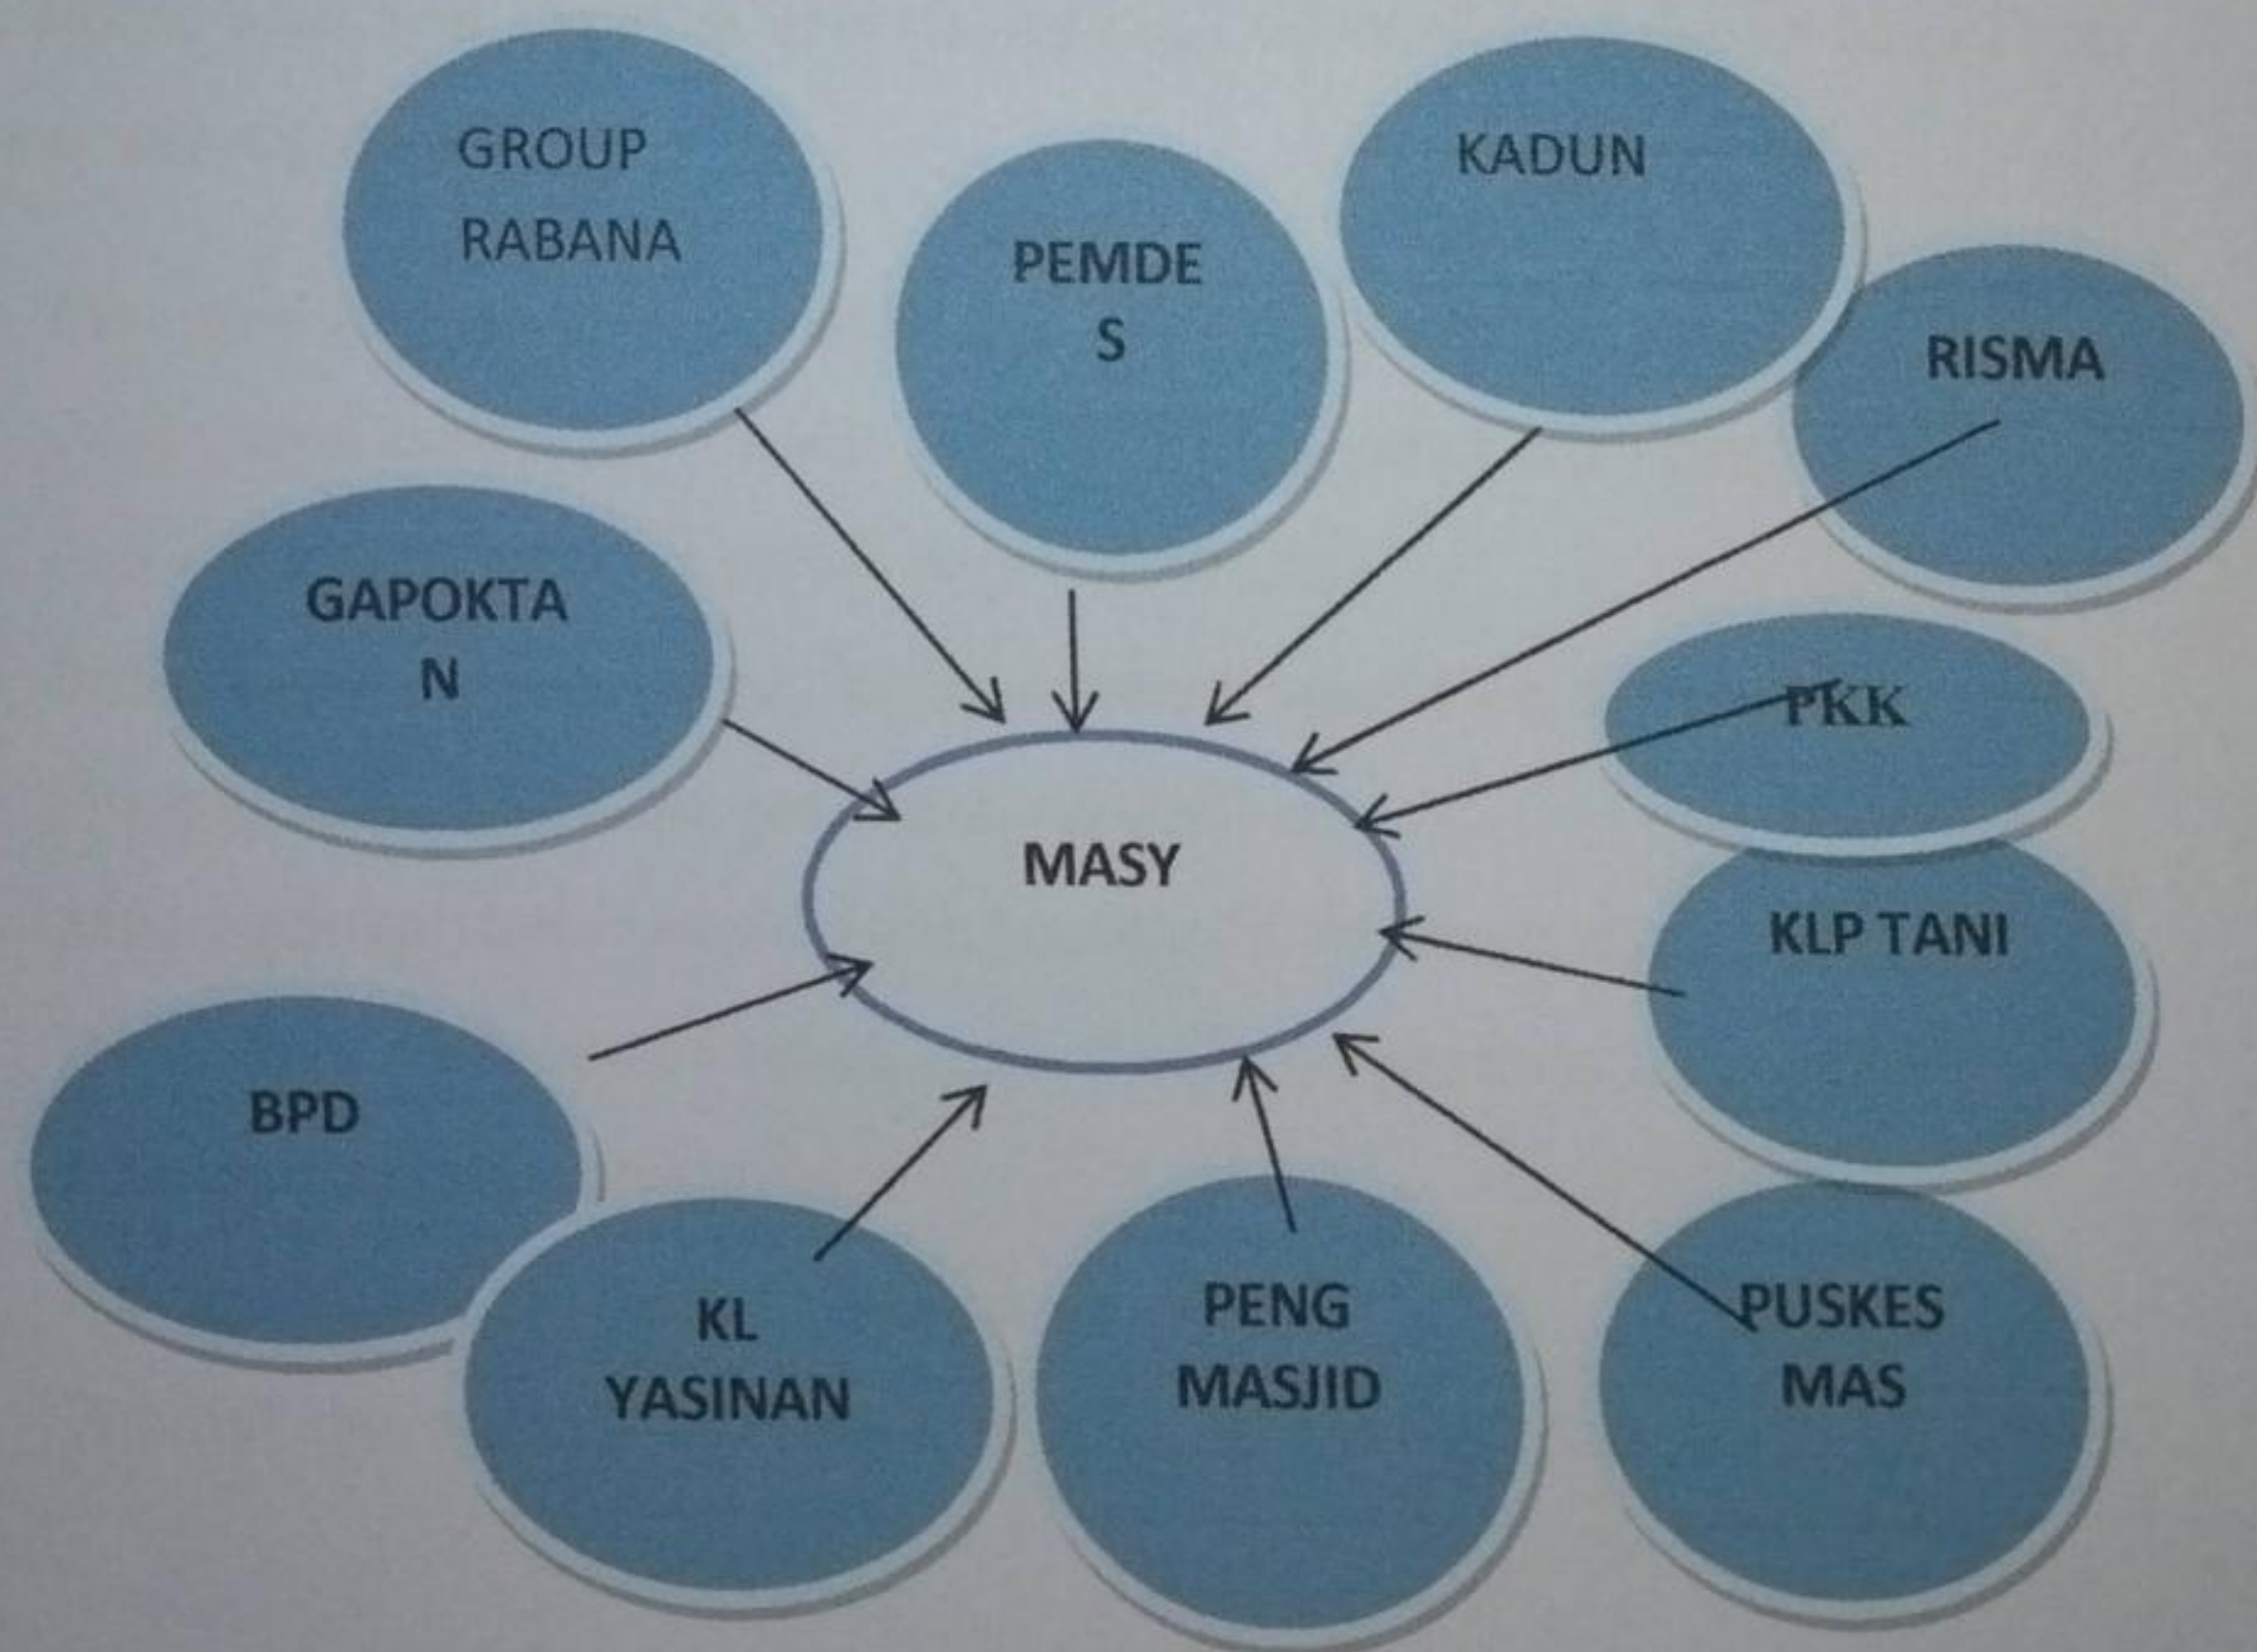 GROUP
RABANA
PEMDE
S
KADUN
RISMA
GAPOKTA
N
PKK
MASY
KLP TANI
BPD
KL
YASINAN
PENG
MASJID
PUSKES
MAS